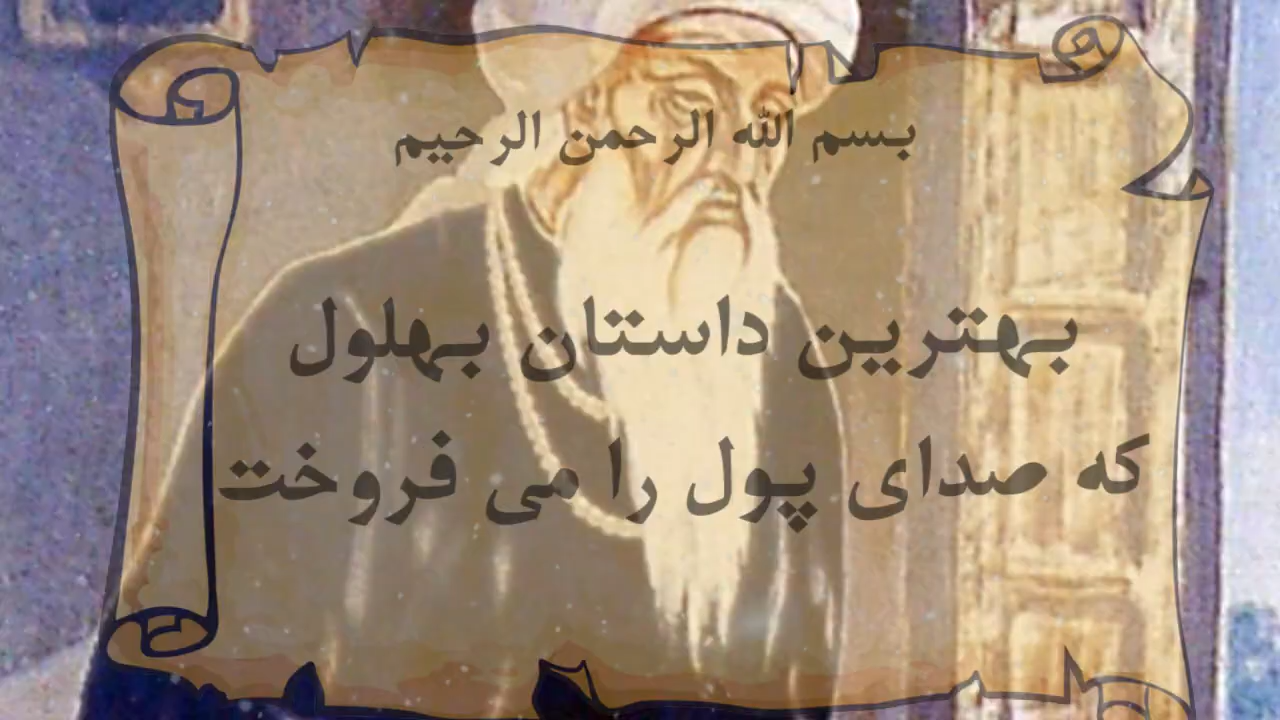 بسم الله الرحمن الرحیم
بهترین داستان بهلول
که صدای پول را می فروخت